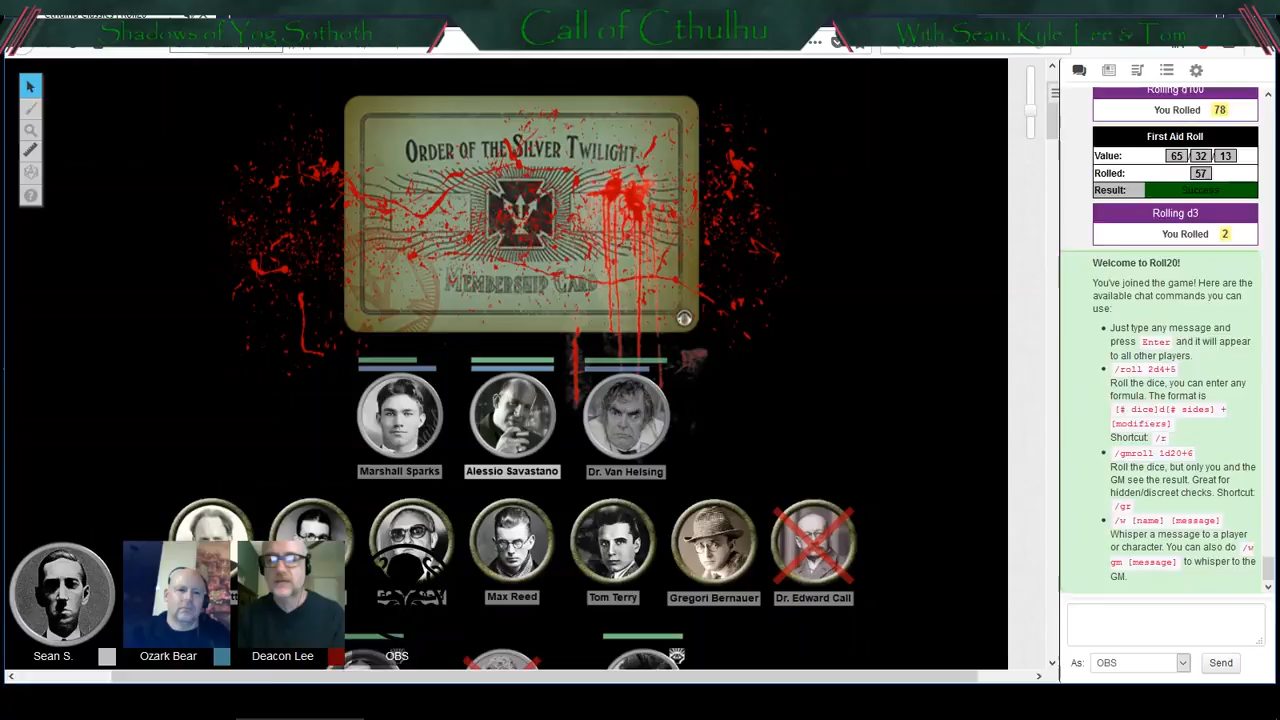 Shadows of Yog Sothoth
Call of Cthulhu
With Sean, Kyle, Lee & Tom
ORDER OF THE SILVER TWILIGHT
MEMBERSHIP CARD
Marshall Sparks
Alessio Savastano
Dr. Van Helsing
Max Reed
Tom Terry
Gregori Bernauer
Dr. Edward Call
Sean S.
Ozark Bear
Deacon Lee
OBS
Rolling d100
You Rolled 78
First Aid Roll
Value: 65 32 13
Rolled: 57
Result: Success
Rolling d3
You Rolled 2
Welcome to Roll20!
You've joined the game! Here are the
available chat commands you can
use:
Just type any message and
press Enter and it will appear
to all other players.
/roll 2d4+5
Roll the dice, you can enter any
formula. The format is
[# dice]d[# sides] +
[modifiers]
Shortcut: /r
/gmroll 1d20+6
Roll the dice, but only you and the
GM see the result. Great for
hidden/discreet checks. Shortcut:
/gr
/w [name] [message]
Whisper a message to a player
or character. You can also do /w
gm [message] to whisper to the
GM.
As: OBS Send